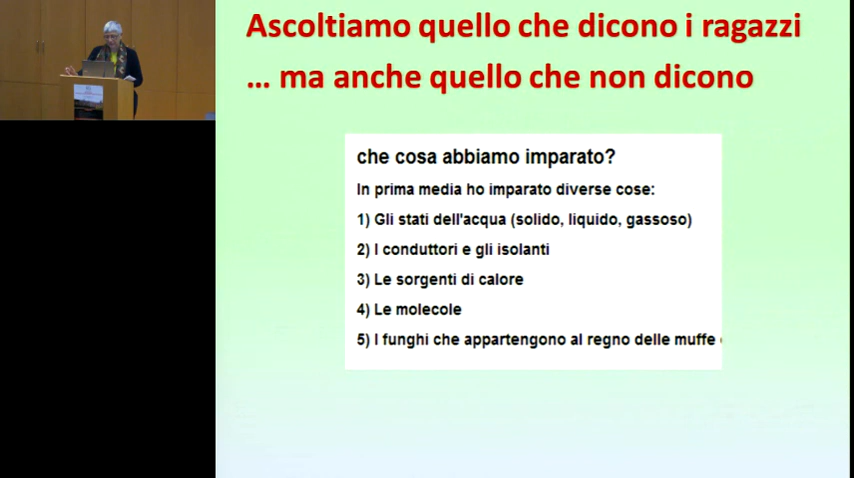 Ascoltiamo quello che dicono i ragazzi
... ma anche quello che non dicono
che cosa abbiamo imparato?
In prima media ho imparato diverse cose:
1) Gli stati dell'acqua (solido, liquido, gassoso)
2) I conduttori e gli isolanti
3) Le sorgenti di calore
4) Le molecole
5) I funghi che appartengono al regno delle muffe